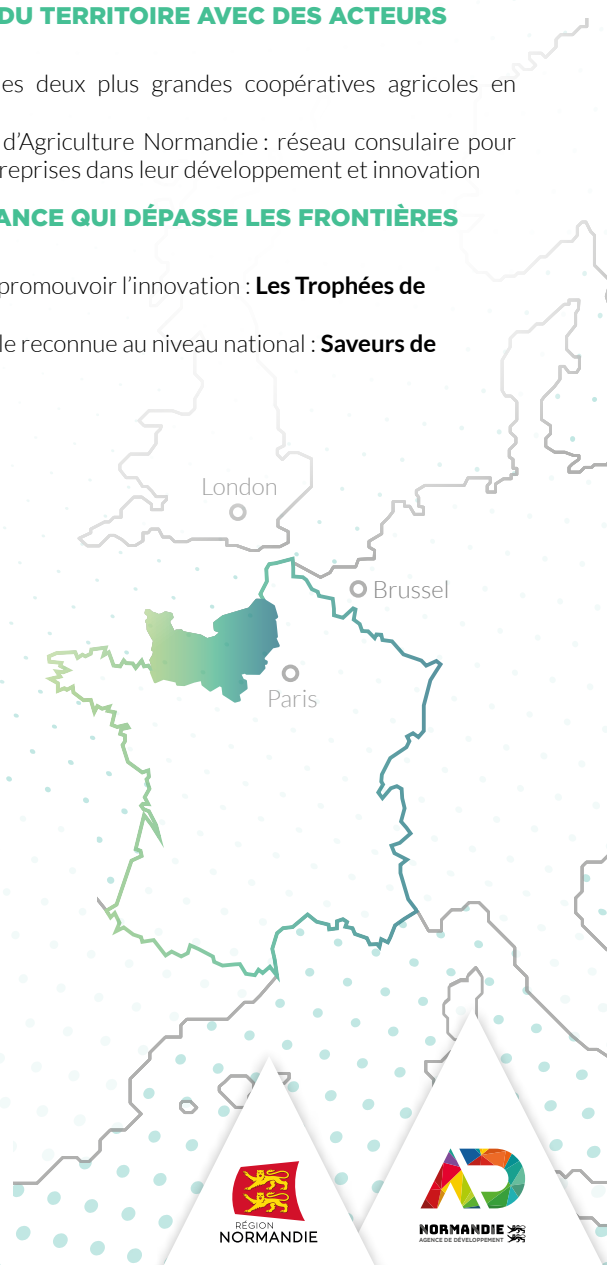 DU TERRITOIRE AVEC DES ACTEURS
es deux plus grandes coopératives agricoles en
d’Agriculture Normandie : réseau consulaire pour
reprises dans leur développement et innovation
ANCE QUI DÉPASSE LES FRONTIÈRES
promouvoir l’innovation : Les Trophées de
le reconnue au niveau national : Saveurs de
London
Brussel
Paris
RÉGION
NORMANDIE
AD
NORMANDIE
AGENCE DE DÉVELOPPEMENT